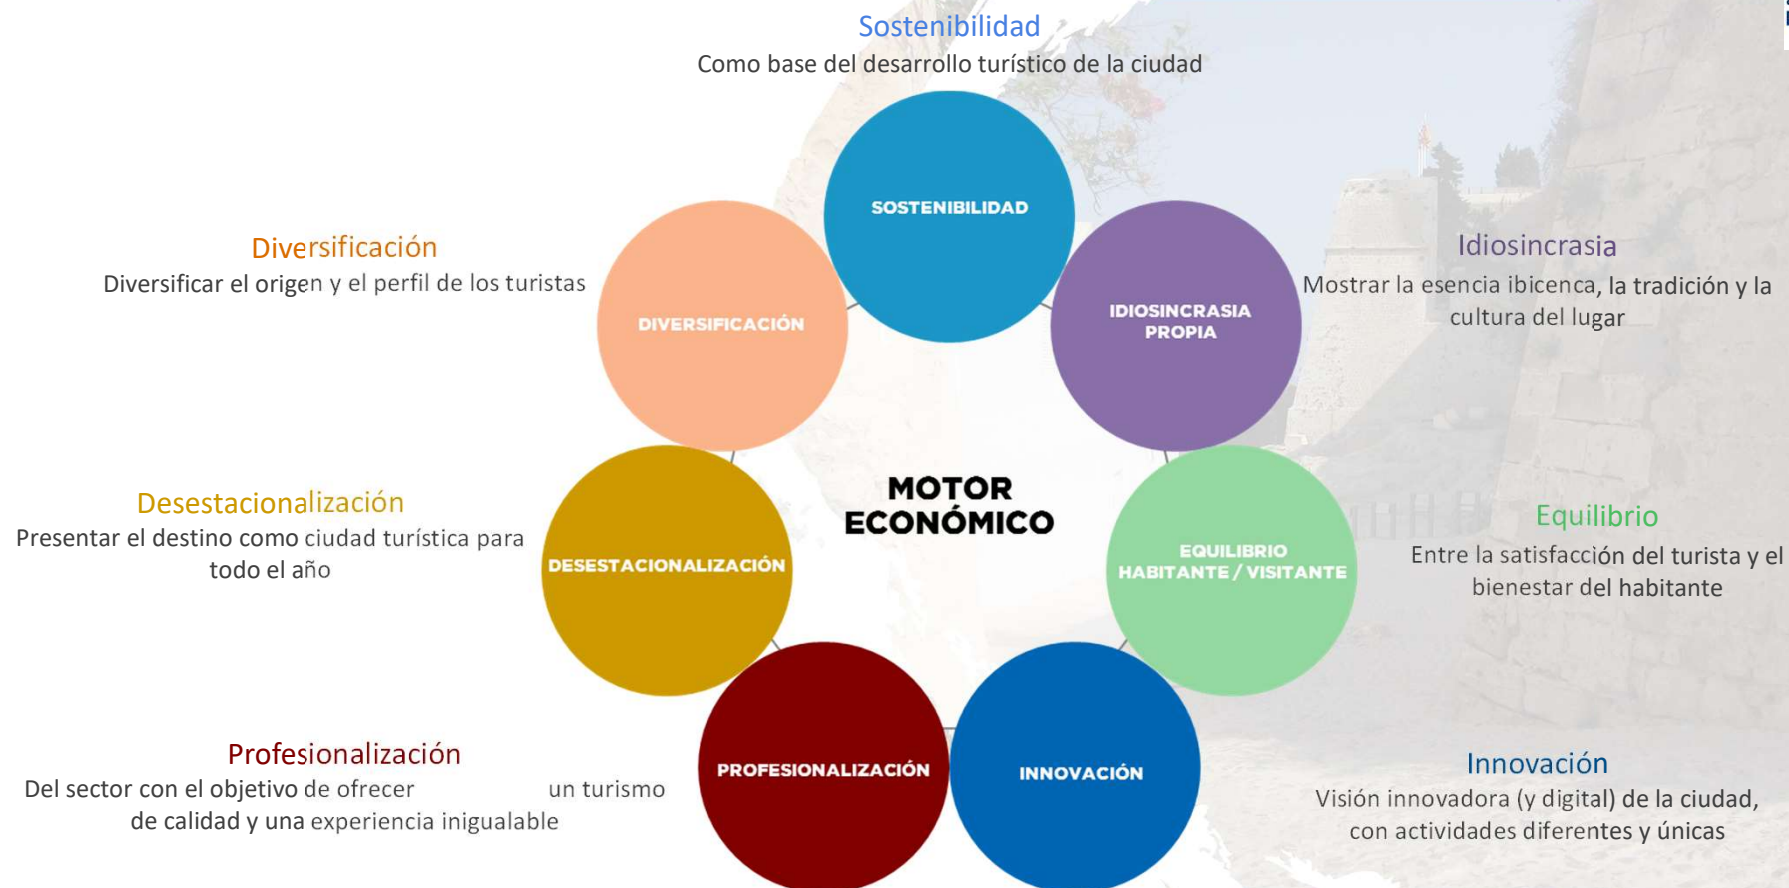 Sostenibilidad
Como base del desarrollo turístico de la ciudad
SOSTENIBILIDAD
Diversificación
Diversificar el origen y el perfil de los turistas
DIVERSIFICACIÓN
IDIOSINCRASIA
PROPIA
Idiosincrasia
Mostrar la esencia ibicenca, la tradición y la
cultura del lugar
Desestacionalización
Presentar el destino como ciudad turística para
todo el año
DESESTACIONALIZACIÓN
MOTOR
ECONÓMICO
EQUILIBRIO
HABITANTE / VISITANTE
Equilibrio
Entre la satisfacción del turista y el
bienestar del habitante
Profesionalización
Del sector con el objetivo de ofrecer un turismo
de calidad y una experiencia inigualable
PROFESIONALIZACIÓN
INNOVACIÓN
Innovación
Visión innovadora (y digital) de la ciudad,
con actividades diferentes y únicas